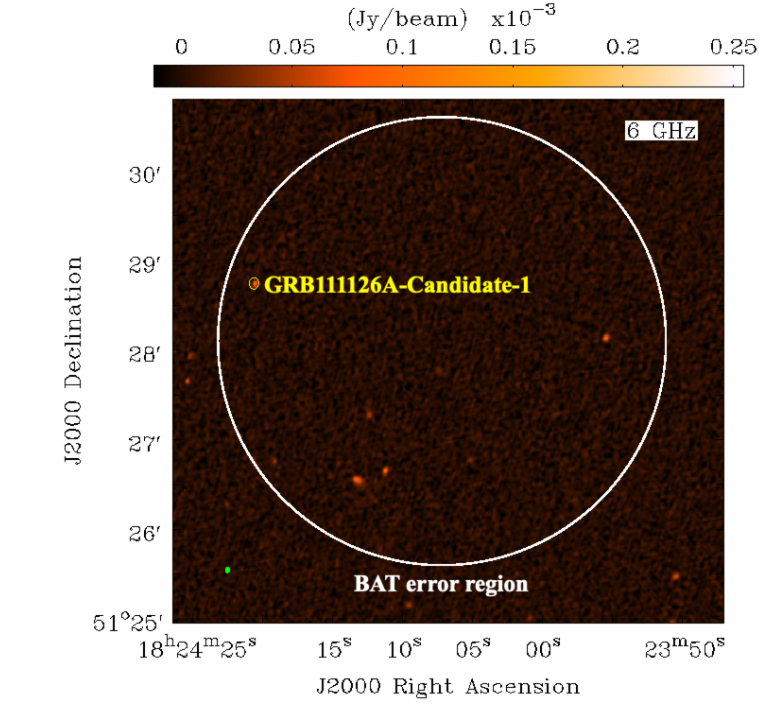 (Jy/beam) x10⁻³
0 0.05 0.1 0.15 0.2 0.25
6 GHz
30′
29′
GRB111126A-Candidate-1
28′
27′
26′
BAT error region
51°25′
18ʰ24ᵐ25ˢ 15ˢ 10ˢ 05ˢ 00ˢ 23ᵐ50ˢ
J2000 Right Ascension
J2000 Declination